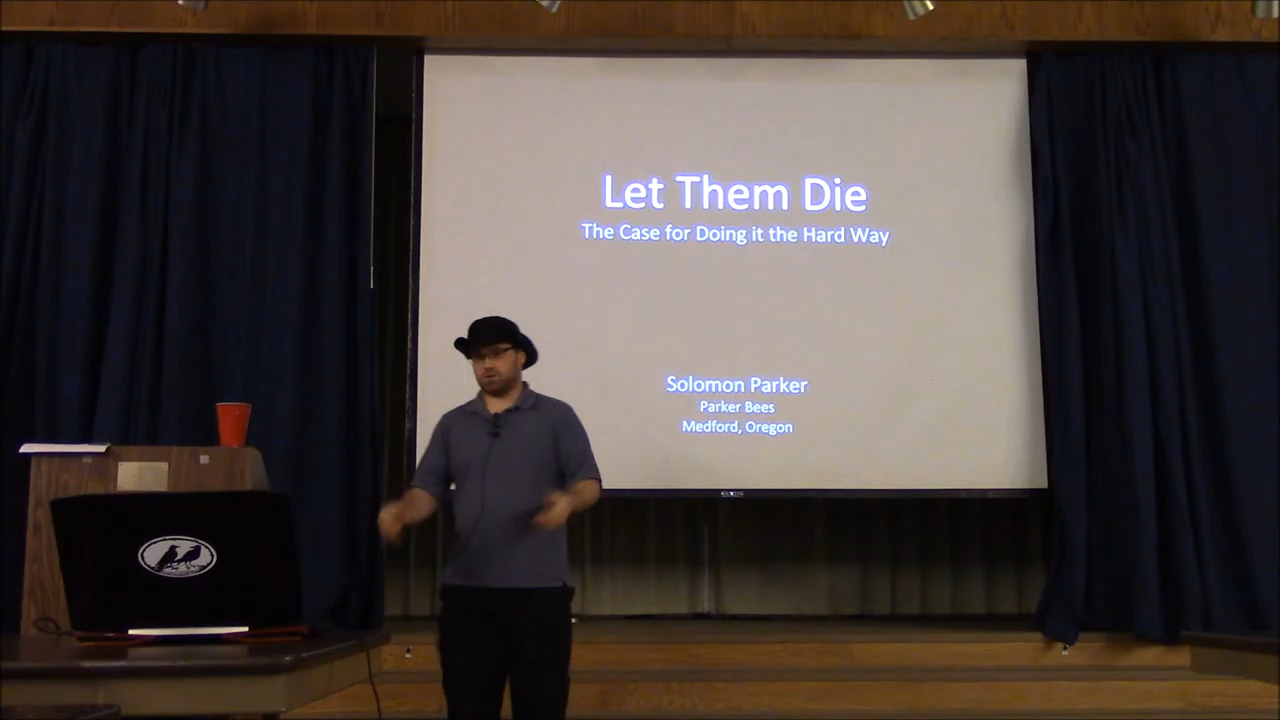 Let Them Die
The Case for Doing it the Hard Way
Solomon Parker
Parker Bees
Medford, Oregon